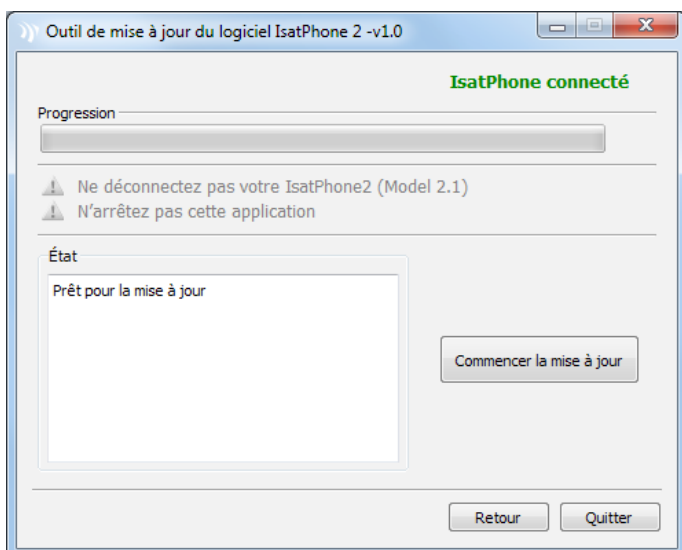 Outil de mise à jour du logiciel IsatPhone 2 -v1.0
IsatPhone connecté
Progression
Ne déconnectez pas votre IsatPhone2 (Model 2.1)
N'arrêtez pas cette application
État
Prêt pour la mise à jour
Commencer la mise à jour
Retour
Quitter